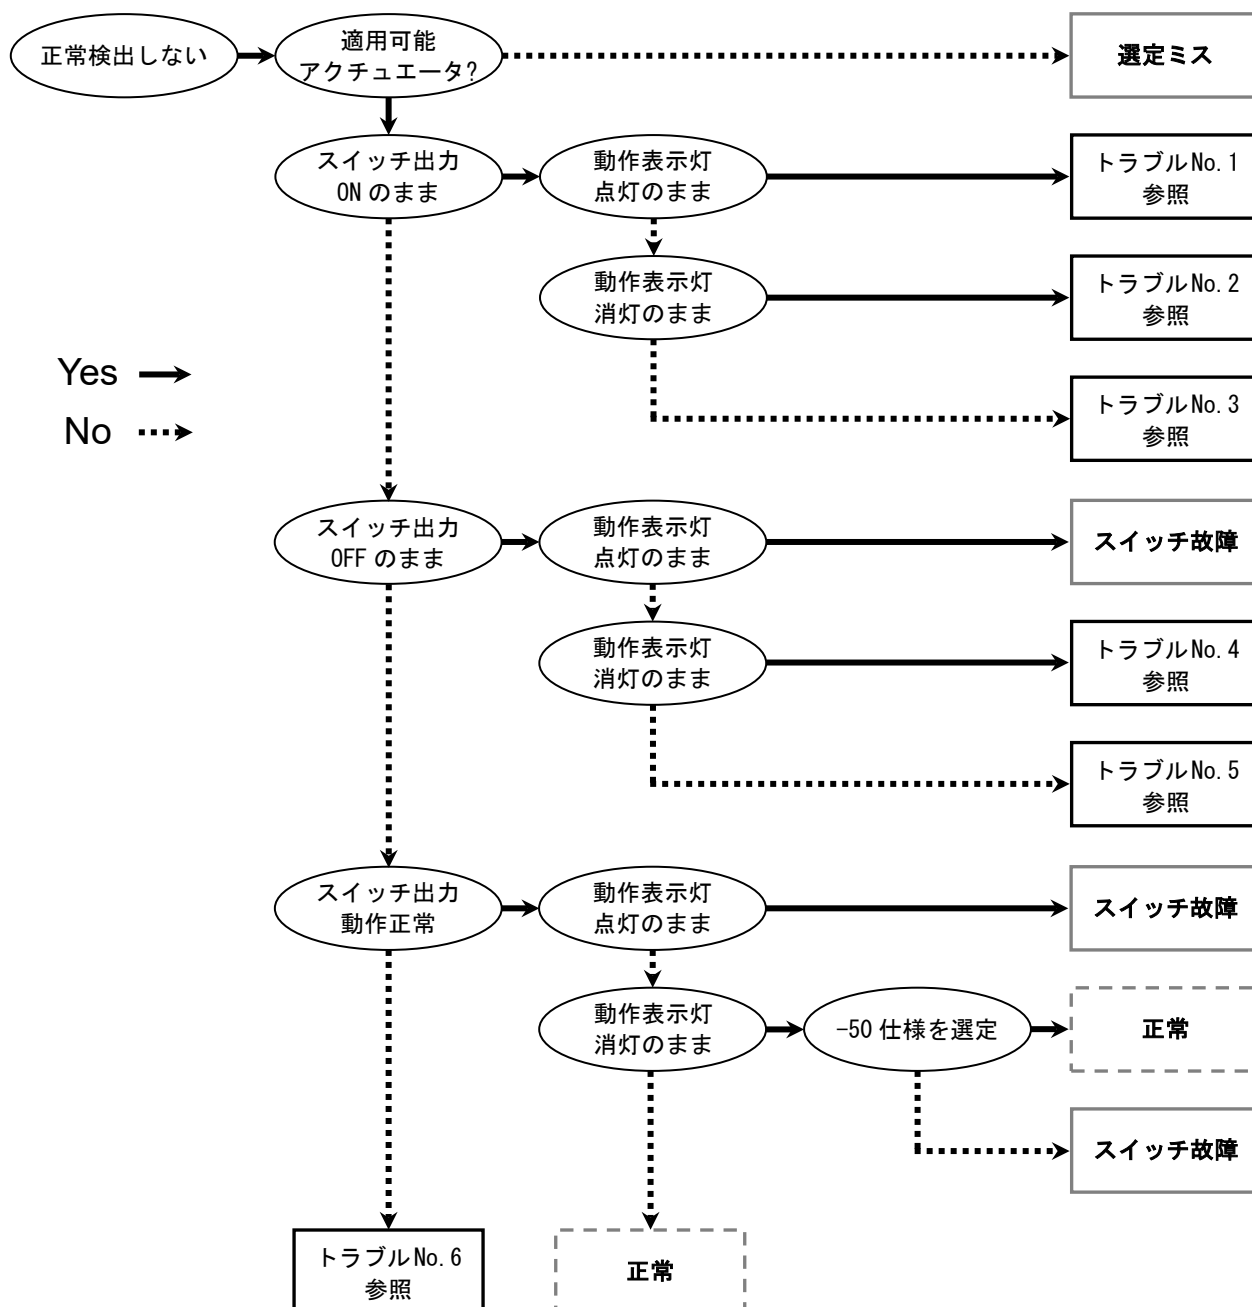 正常検出しない
適用可能
アクチュエータ?
選定ミス
スイッチ出力
ONのまま
動作表示灯
点灯のまま
トラブルNo.1
参照
動作表示灯
消灯のまま
トラブルNo.2
参照
Yes
No
トラブルNo.3
参照
スイッチ出力
OFFのまま
動作表示灯
点灯のまま
スイッチ故障
動作表示灯
消灯のまま
トラブルNo.4
参照
トラブルNo.5
参照
スイッチ出力
動作正常
動作表示灯
点灯のまま
スイッチ故障
動作表示灯
消灯のまま
-50仕様を選定
正常
スイッチ故障
トラブルNo.6
参照
正常